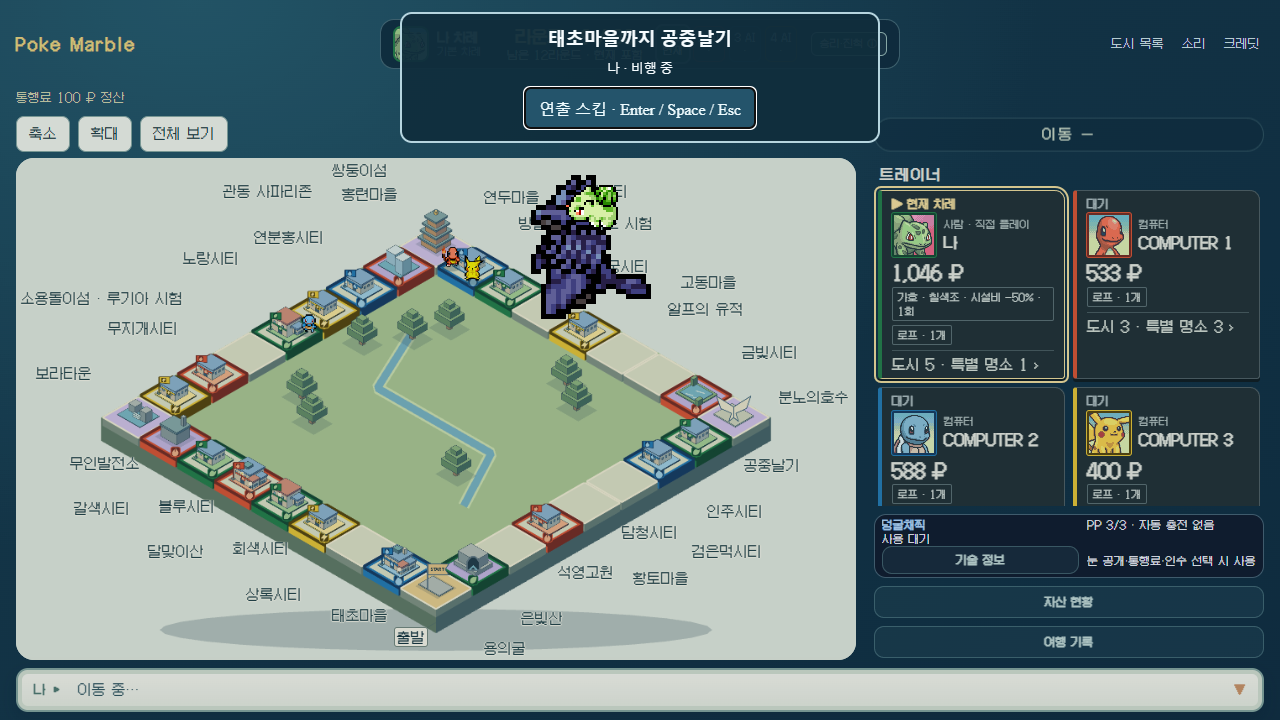 Poke Marble
태초마을까지 공중날기
나 · 비행 중
연출 스킵 · Enter / Space / Esc
도시 목록
소리
크레딧
통행료 100 ₽ 정산
축소
확대
전체 보기
이동 —
쌍둥이섬
관동 사파리존
홍련마을
연두마을
시험
연분홍시티
노랑시티
고동마을
소용돌이섬 · 루기아 시험
알프의 유적
무지개시티
금빛시티
보라타운
분노의호수
무인발전소
공중날기
갈색시티
블루시티
인주시티
담청시티
달맞이산
회색시티
검은먹시티
석영고원
황토마을
상록시티
태초마을
은빛산
출발
용의굴
START
트레이너
▶ 현재 차례
사람 · 직접 플레이
나
1,046 ₽
기호 · 칠색조 · 시설비 -50% · 1회
로프 · 1개
도시 5 · 특별 명소 1 ›
대기
컴퓨터
COMPUTER 1
533 ₽
로프 · 1개
도시 3 · 특별 명소 3 ›
대기
컴퓨터
COMPUTER 2
588 ₽
로프 · 1개
대기
컴퓨터
COMPUTER 3
400 ₽
로프 · 1개
덩굴채찍
사용 대기
PP 3/3 · 자동 충전 없음
기술 정보
눈 공개·통행료·인수 선택 시 사용
자산 현황
여행 기록
나 ▶ 이동 중…
▼